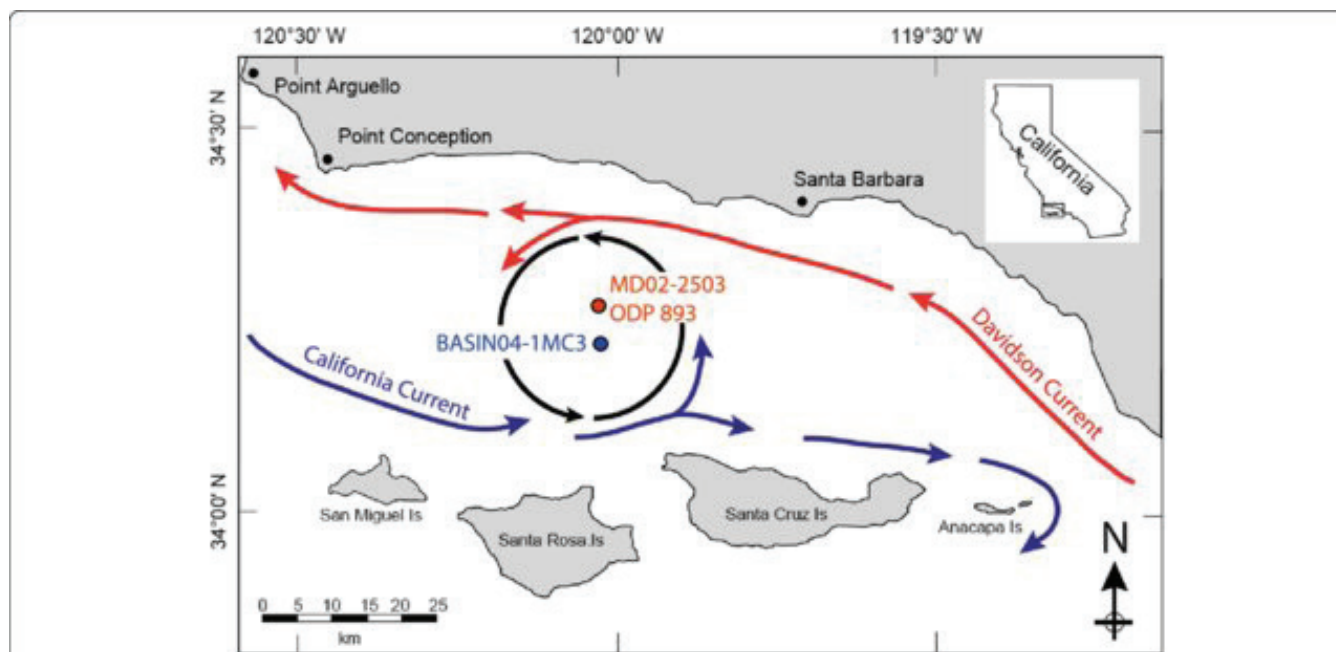 120°30' W
120°00' W
119°30' W
34°30' N
34°00' N
Point Arguello
Point Conception
Santa Barbara
California
MD02-2503
ODP 893
BASIN04-1MC3
California Current
Davidson Current
San Miguel Is
Santa Rosa Is
Santa Cruz Is
Anacapa Is
N
0 5 10 15 20 25
km